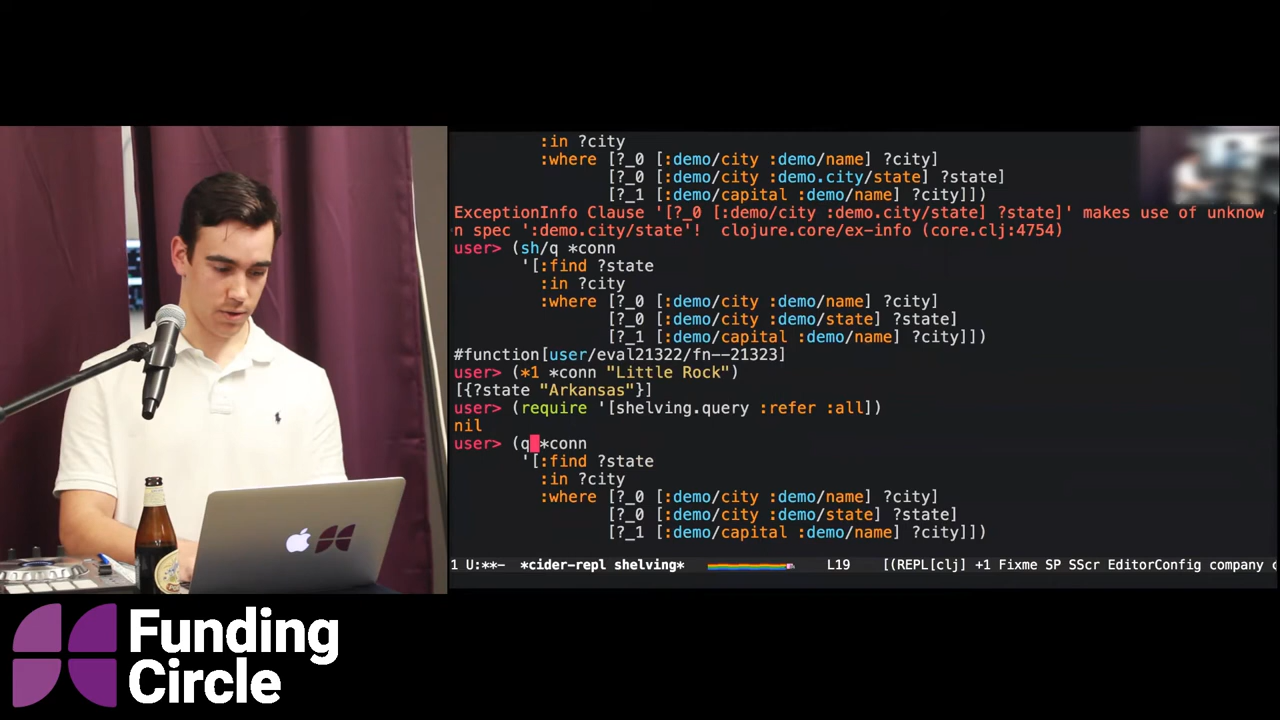 :in ?city
:where [?_0 [:demo/city :demo/name] ?city]
[?_0 [:demo/city :demo.city/state] ?state]
[?_1 [:demo/capital :demo/name] ?city]])
ExceptionInfo Clause '[?_0 [:demo/city :demo.city/state] ?state]' makes use of unknow
n spec ':demo.city/state'!  clojure.core/ex-info (core.clj:4754)
user> (sh/q *conn
'[:find ?state
:in ?city
:where [?_0 [:demo/city :demo/name] ?city]
[?_0 [:demo/city :demo/state] ?state]
[?_1 [:demo/capital :demo/name] ?city]])
#function[user/eval21322/fn--21323]
user> (*1 *conn "Little Rock")
[{?state "Arkansas"}]
user> (require '[shelving.query :refer :all])
nil
user> (q *conn
'[:find ?state
:in ?city
:where [?_0 [:demo/city :demo/name] ?city]
[?_0 [:demo/city :demo/state] ?state]
[?_1 [:demo/capital :demo/name] ?city]])
1 U:**-  *cider-repl shelving*  L19  [(REPL[clj] +1 Fixme SP SScr EditorConfig company c
Funding
Circle